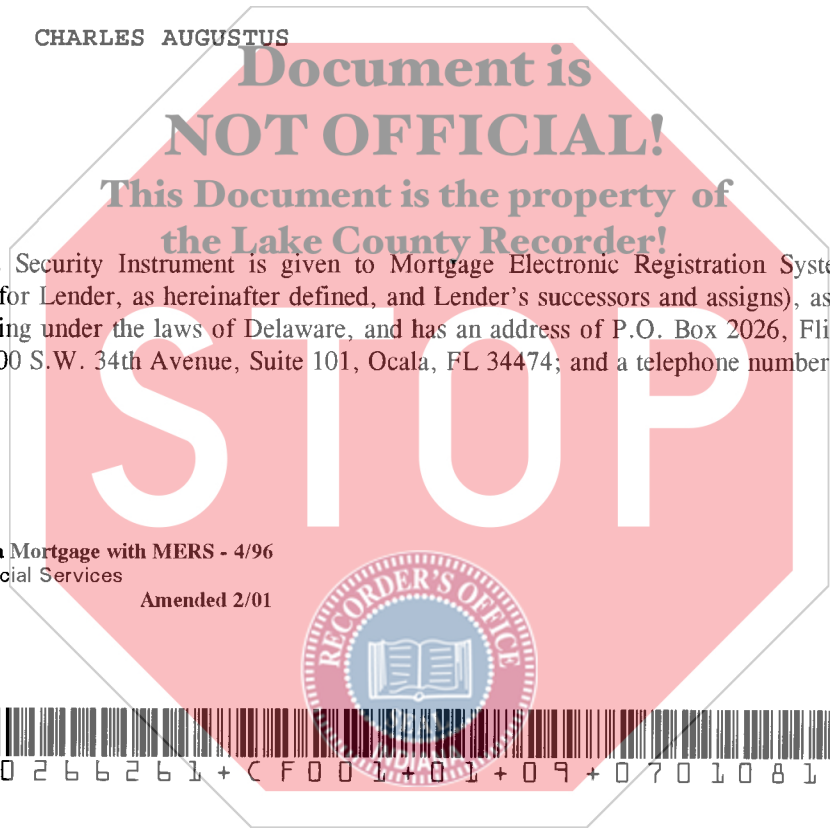 CHARLES AUGUSTUS
Document is
NOT OFFICIAL!
This Document is the property of
the Lake County Recorder!
Security Instrument is given to Mortgage Electronic Registration Syste
for Lender, as hereinafter defined, and Lender's successors and assigns), as
ing under the laws of Delaware, and has an address of P.O. Box 2026, Fli
00 S.W. 34th Avenue, Suite 101, Ocala, FL 34474; and a telephone number
STOP
a Mortgage with MERS - 4/96
cial Services
Amended 2/01
RECORDER'S OFFICE
SEAL
INDIANA
0266261+CF001+01+09+0701081